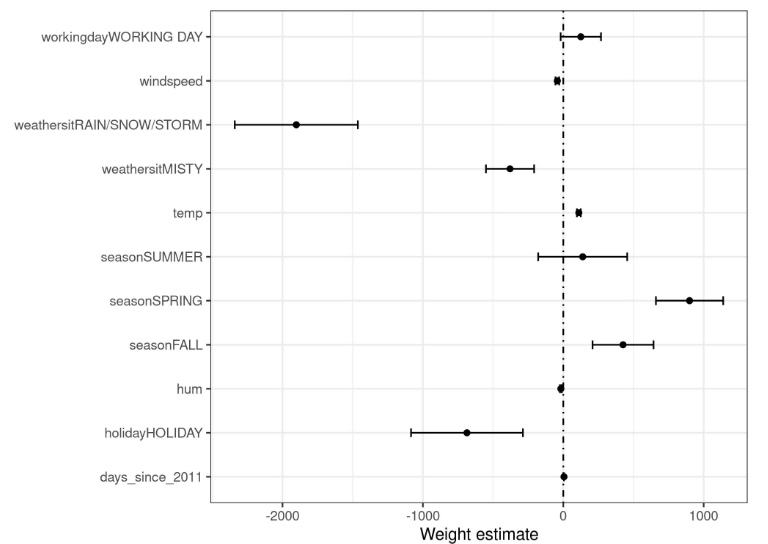 workingdayWORKING DAY
windspeed
weathersitRAIN/SNOW/STORM
weathersitMISTY
temp
seasonSUMMER
seasonSPRING
seasonFALL
hum
holidayHOLIDAY
days_since_2011
-2000 -1000 0 1000
Weight estimate